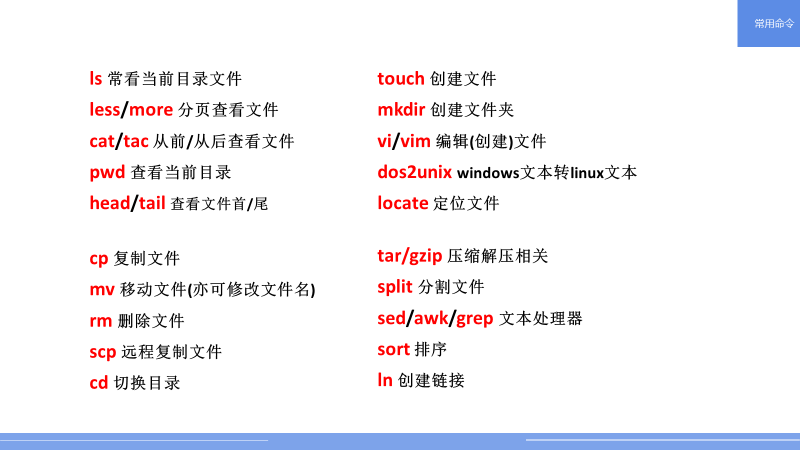 常用命令
ls 常看当前目录文件
less/more 分页查看文件
cat/tac 从前/从后查看文件
pwd 查看当前目录
head/tail 查看文件首/尾
cp 复制文件
mv 移动文件(亦可修改文件名)
rm 删除文件
scp 远程复制文件
cd 切换目录
touch 创建文件
mkdir 创建文件夹
vi/vim 编辑(创建)文件
dos2unix windows文本转linux文本
locate 定位文件
tar/gzip 压缩解压相关
split 分割文件
sed/awk/grep 文本处理器
sort 排序
ln 创建链接